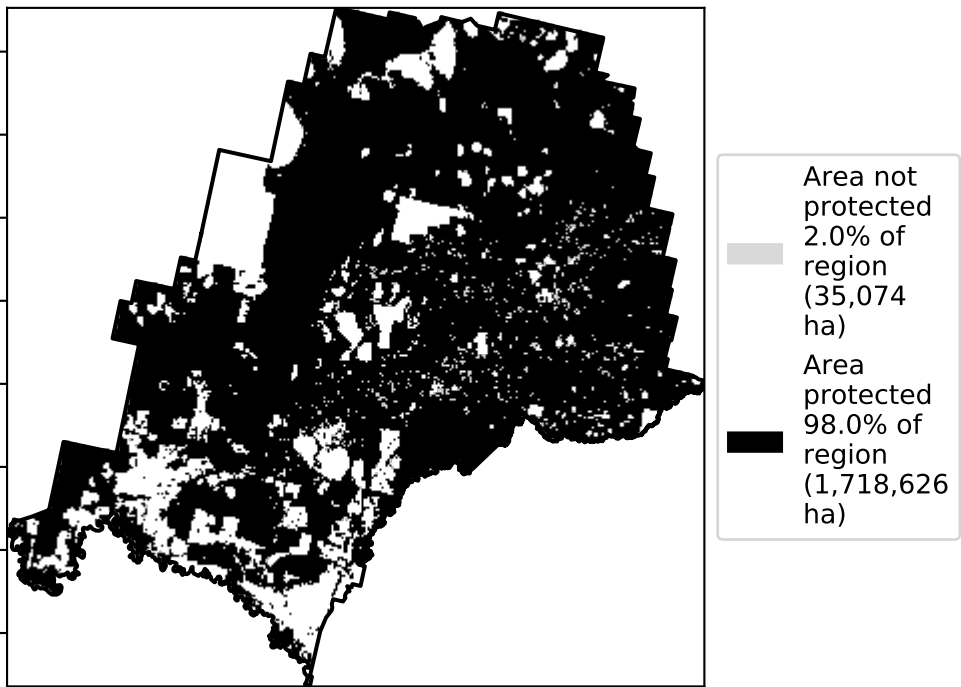 Area not
protected
2.0% of
region
(35,074
ha)
Area
protected
98.0% of
region
(1,718,626
ha)